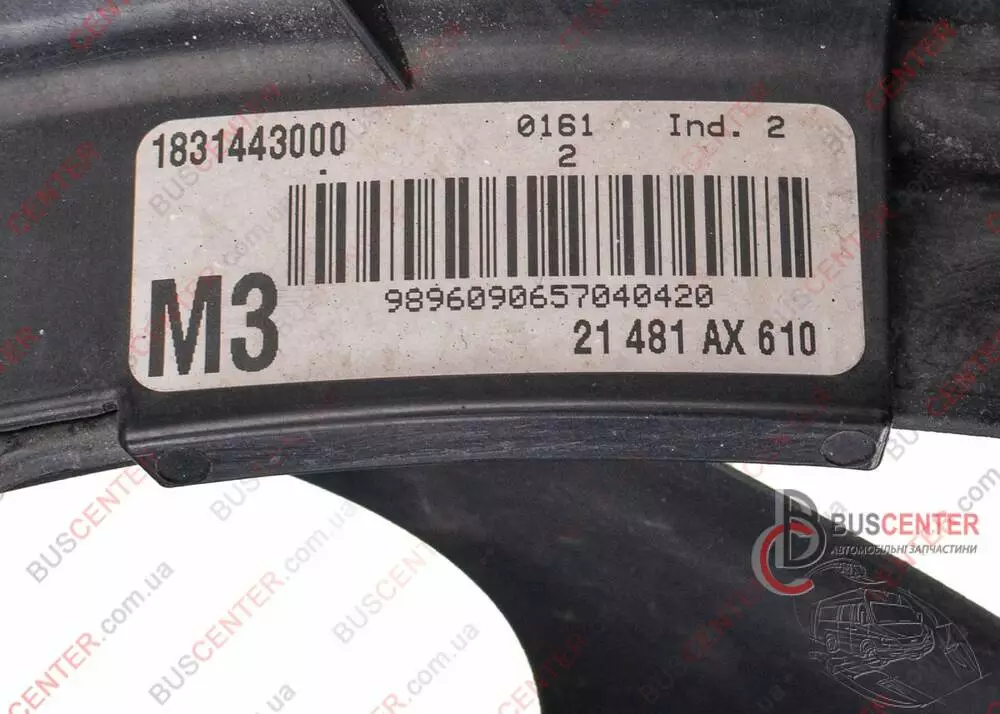 1831443000 0161 Ind. 2
2
9896090657040420
M3
21 481 AX 610
BUSCENTER
АВТОМОБІЛЬНІ ЗАПЧАСТИНИ
BUSCENTER.com.ua